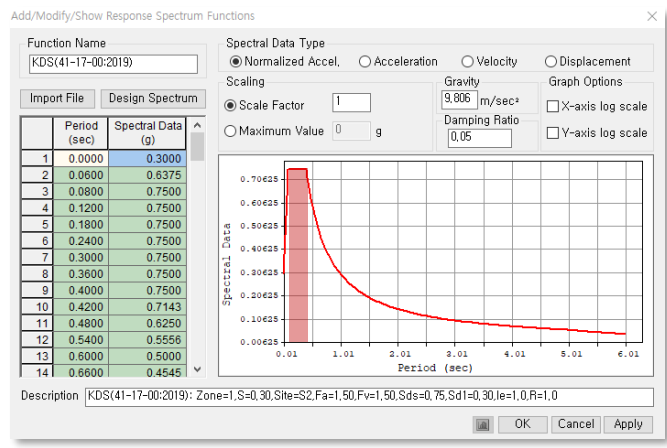 Add/Modify/Show Response Spectrum Functions
Function Name
KDS(41-17-00:2019)
Import File
Design Spectrum
Spectral Data Type
Normalized Accel.
Acceleration
Velocity
Displacement
Scaling
Scale Factor
1
Maximum Value
0
g
Gravity
9,806
m/sec²
Damping Ratio
0,05
Graph Options
X-axis log scale
Y-axis log scale
Period (sec) Spectral Data (g)
1 0.0000 0.3000
2 0.0600 0.6375
3 0.0800 0.7500
4 0.1200 0.7500
5 0.1800 0.7500
6 0.2400 0.7500
7 0.3000 0.7500
8 0.3600 0.7500
9 0.4000 0.7500
10 0.4200 0.7143
11 0.4800 0.6250
12 0.5400 0.5556
13 0.6000 0.5000
14 0.6600 0.4545
Spectral Data
0.70625
0.60625
0.50625
0.40625
0.30625
0.20625
0.10625
0.00625
0.01 1.01 2.01 3.01 4.01 5.01 6.01
Period (sec)
Description
KDS(41-17-00:2019): Zone=1,S=0,30,Site=S2,Fa=1,50,Fv=1,50,Sds=0,75,Sd1=0,30,Ie=1,0,R=1,0
OK
Cancel
Apply